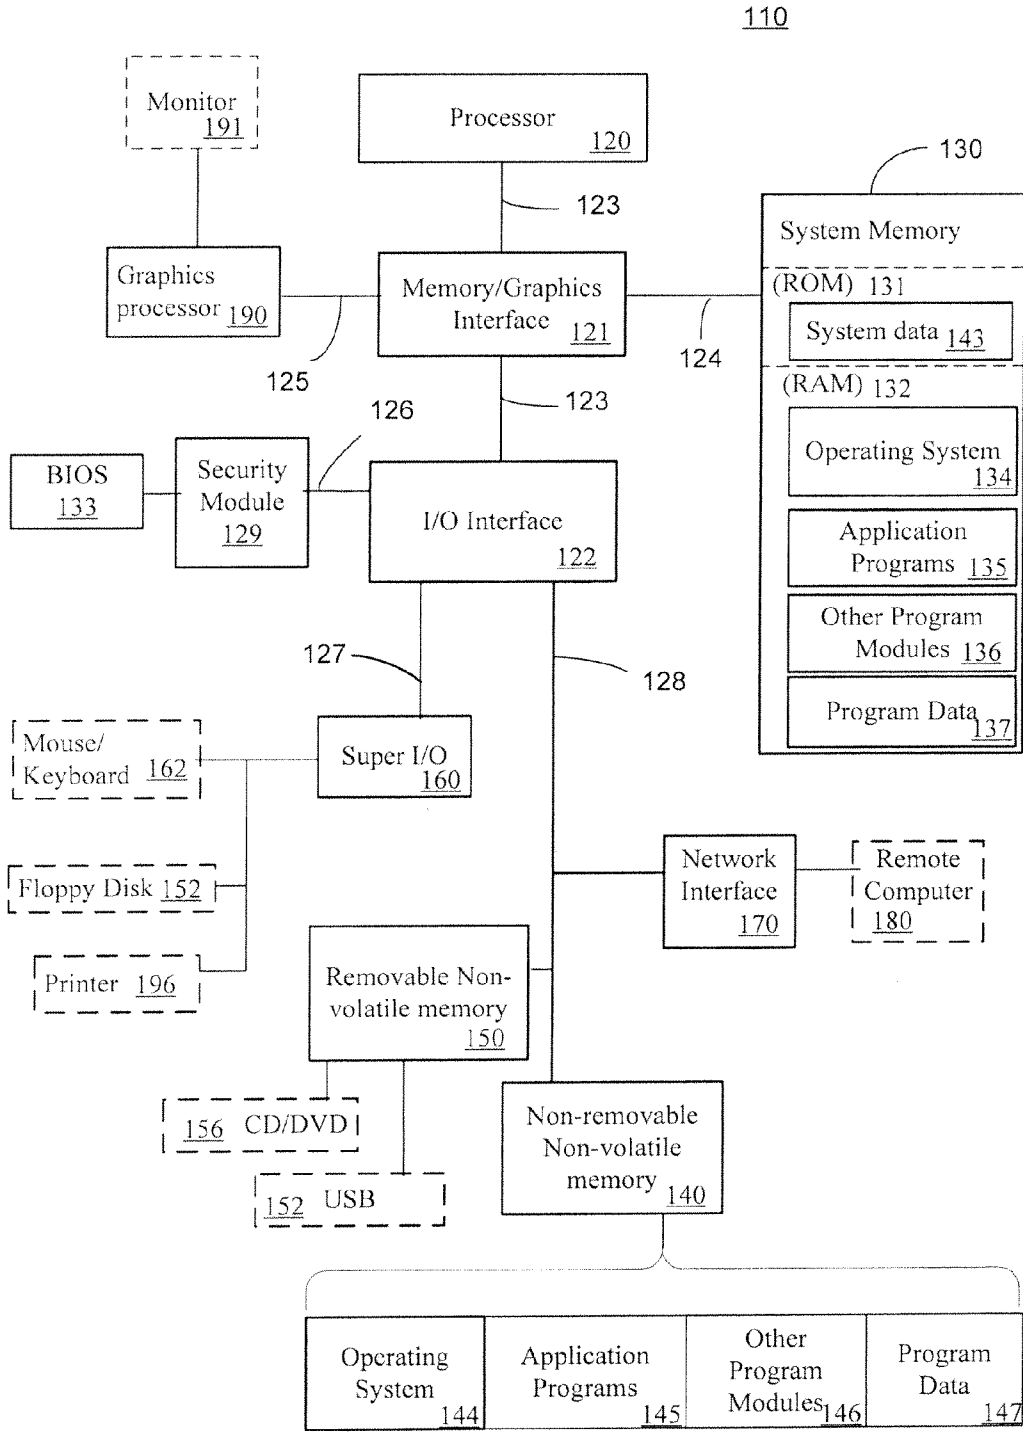 110
Monitor
191
Processor
120
130
123
System Memory
Graphics
processor 190
Memory/Graphics
Interface
121
(ROM) 131
System data 143
124
125
123
(RAM) 132
126
Operating System
134
BIOS
133
Security
Module
129
I/O Interface
122
Application
Programs 135
Other Program
Modules 136
127
128
Program Data
137
Mouse/
Keyboard 162
Super I/O
160
Network
Interface
170
Remote
Computer
180
Floppy Disk 152
Removable Non-
volatile memory
150
Printer 196
156 CD/DVD
Non-removable
Non-volatile
memory
140
152 USB
Operating
System
144
Application
Programs
145
Other
Program
Modules
146
Program
Data
147